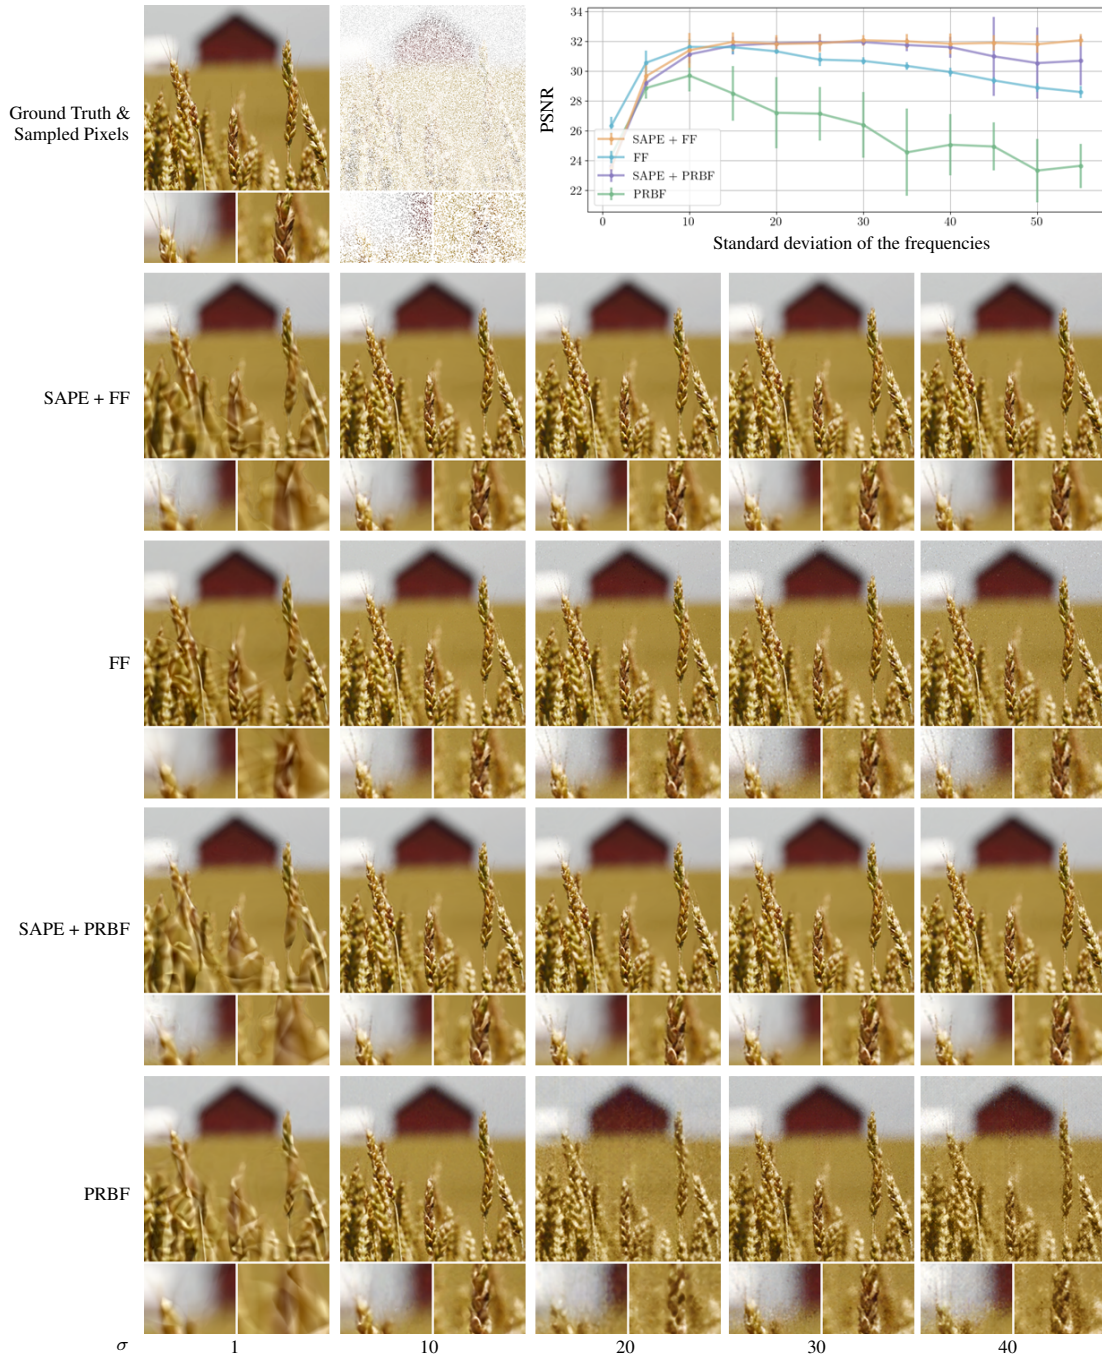 Ground Truth &
Sampled Pixels
PSNR
34
32
30
28
26
24
22
SAPE + FF
FF
SAPE + PRBF
PRBF
0
10
20
30
40
50
Standard deviation of the frequencies
SAPE + FF
FF
SAPE + PRBF
PRBF
σ 1 10 20 30 40